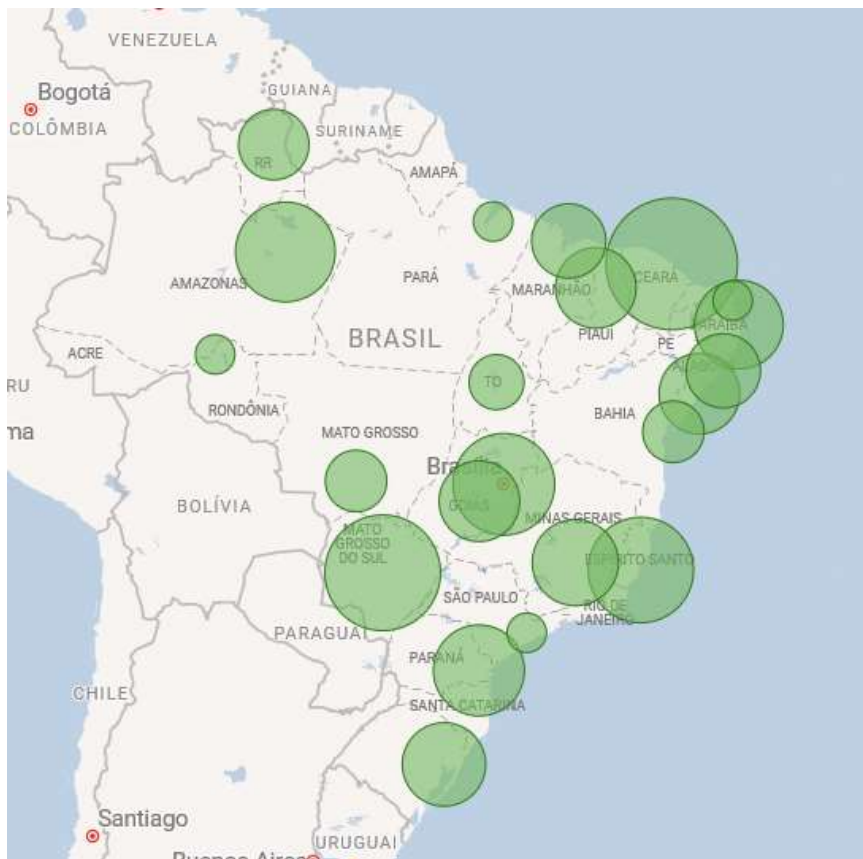 VENEZUELA
Bogotá
COLÔMBIA
GUIANA
SURINAME
RR
AMAPÁ
AMAZONAS
PARÁ
MARANHÃO
CEARÁ
PIAUI
PARAÍBA
PE
BRASIL
ACRE
RU
TO
RONDÔNIA
BAHIA
ma
MATO GROSSO
Brasília
BOLÍVIA
GOIÁS
MINAS GERAIS
MATO
GROSSO
DO SUL
ESPÍRITO SANTO
SÃO PAULO
RIO DE
JANEIRO
PARAGUAI
PARANÁ
CHILE
SANTA CATARINA
Santiago
URUGUAI
Buenos Aires